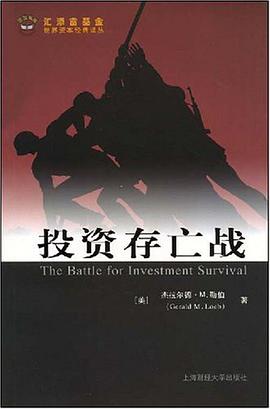 汇添富基金
世界资本经典译丛
投资存亡战
The Battle for Investment Survival
[美] 杰拉尔德·M.勒伯 著
(Gerald M. Loeb)
上海财经大学出版社